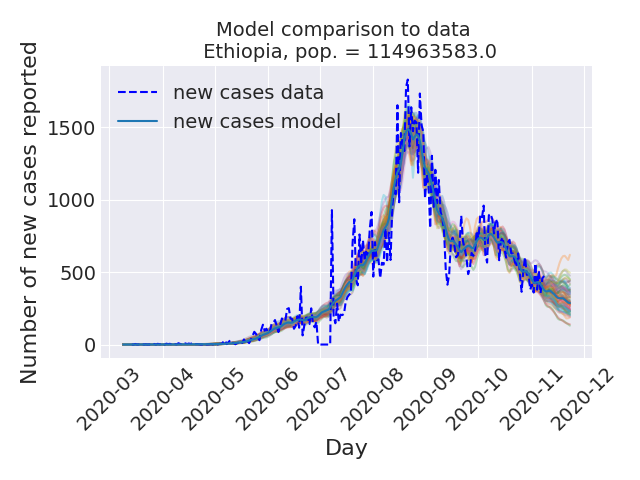 Model comparison to data
Ethiopia, pop. = 114963583.0
new cases data
new cases model
Number of new cases reported
1500
1000
500
0
2020-03
2020-04
2020-05
2020-06
2020-07
2020-08
2020-09
2020-10
2020-11
2020-12
Day